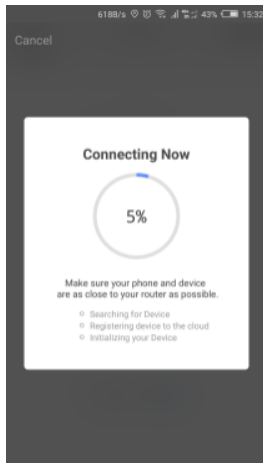 618B/s 43% 15:32
Cancel
Connecting Now
5%
Make sure your phone and device
are as close to your router as possible.
Searching for Device
Registering device to the cloud
Initializing your Device